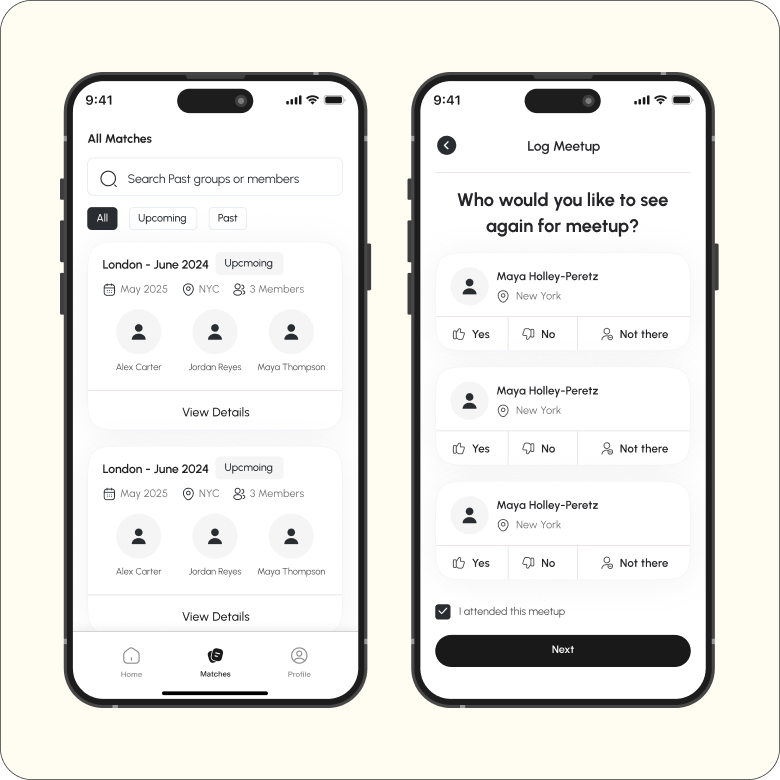 9:41
All Matches
Search Past groups or members
All Upcoming Past
London - June 2024 Upcmoing
May 2025 NYC 3 Members
Alex Carter Jordan Reyes Maya Thompson
View Details
London - June 2024 Upcmoing
May 2025 NYC 3 Members
Alex Carter Jordan Reyes Maya Thompson
View Details
Home Matches Profile
9:41
Log Meetup
Who would you like to see
again for meetup?
Maya Holley-Peretz
New York
Yes No Not there
Maya Holley-Peretz
New York
Yes No Not there
Maya Holley-Peretz
New York
Yes No Not there
I attended this meetup
Next